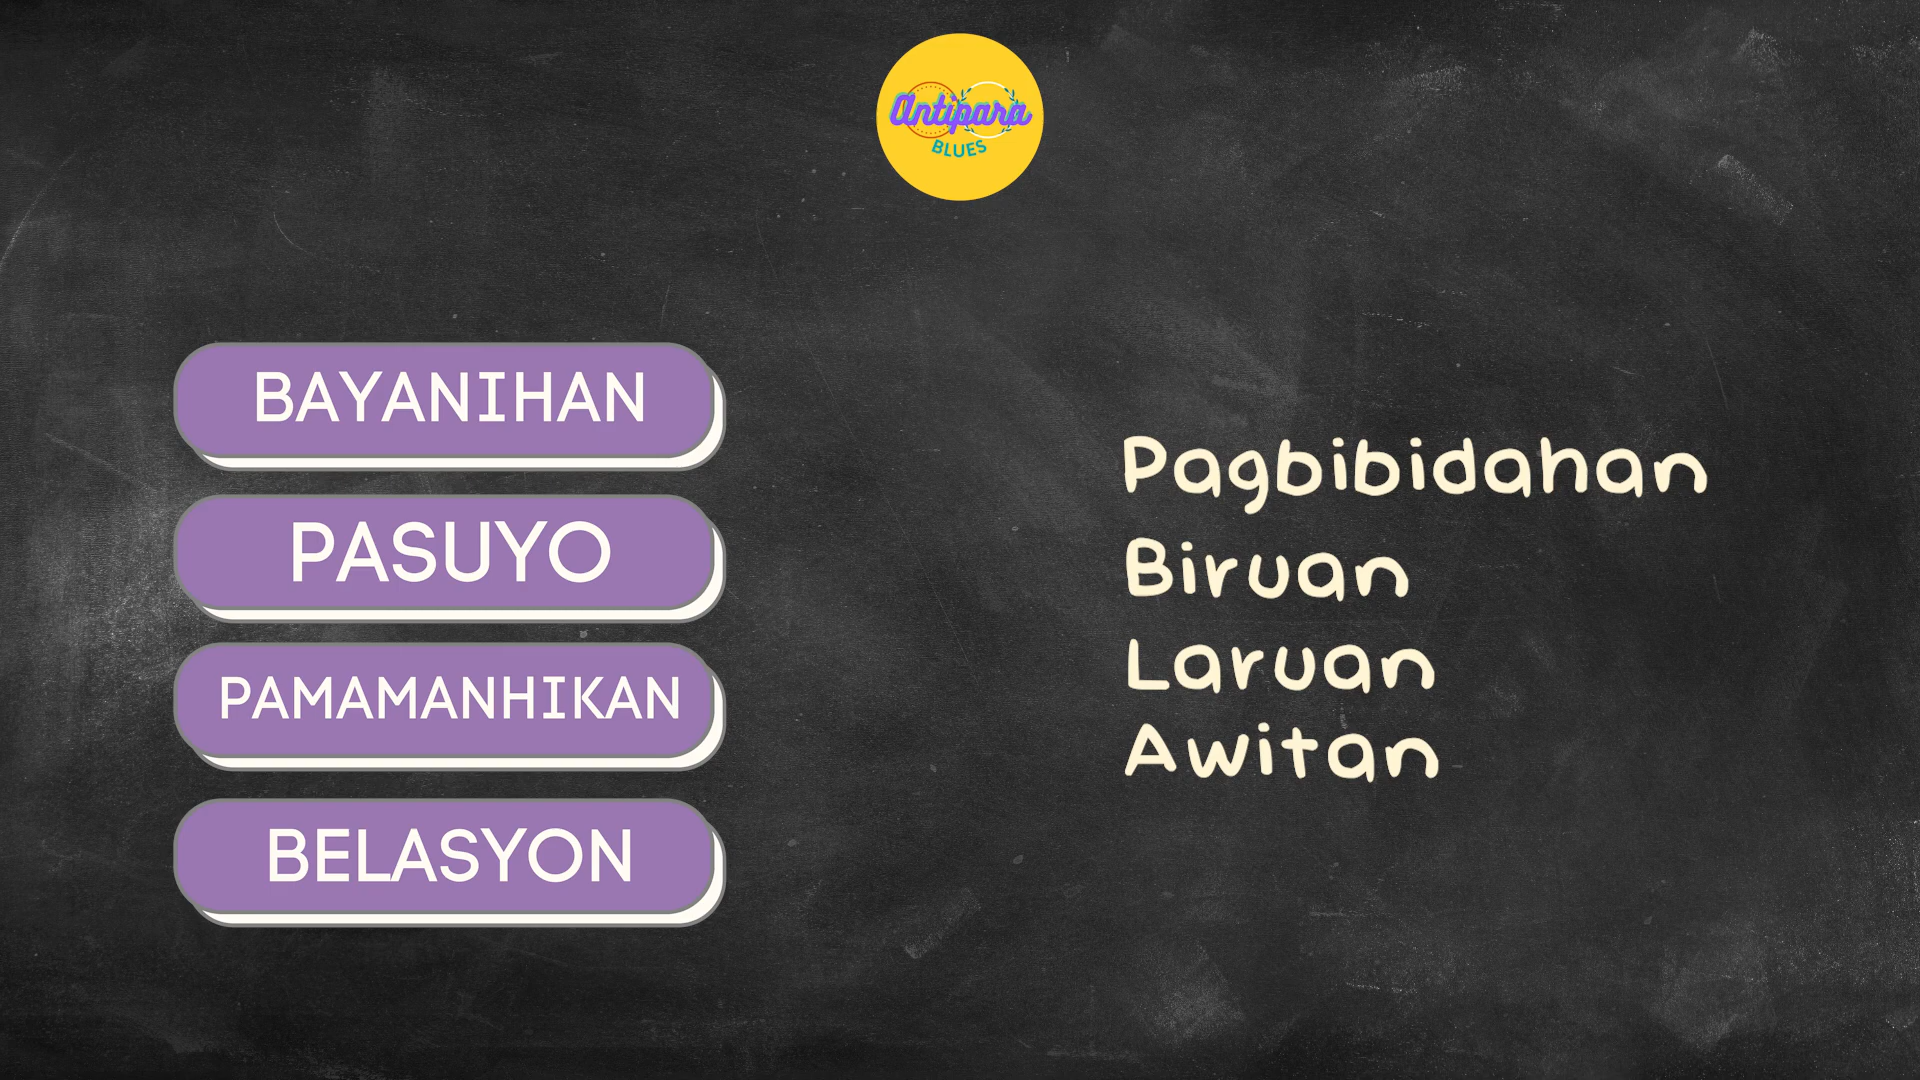 Antipara
BLUES
BAYANIHAN
PASUYO
PAMAMANHIKAN
BELASYON
Pagbibidahan
Biruan
Laruan
Awitan